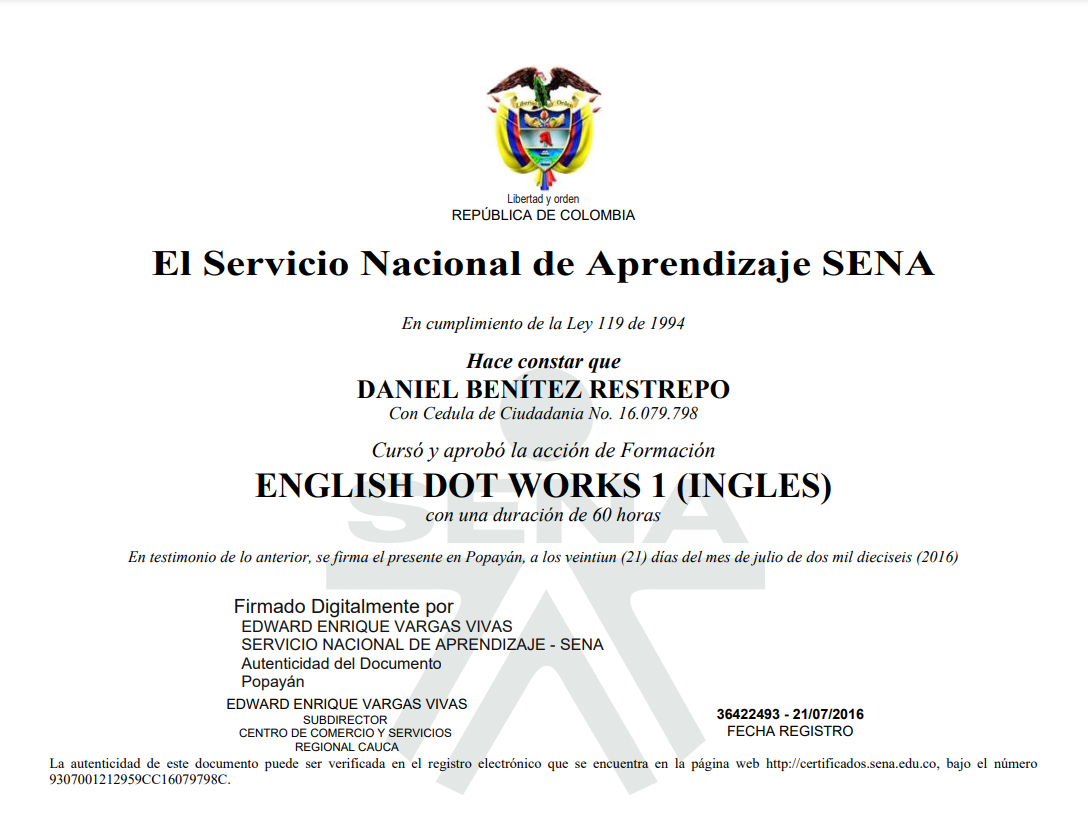 Libertad y Orden
Libertad y orden
REPÚBLICA DE COLOMBIA
El Servicio Nacional de Aprendizaje SENA
En cumplimiento de la Ley 119 de 1994
Hace constar que
DANIEL BENÍTEZ RESTREPO
Con Cedula de Ciudadania No. 16.079.798
Cursó y aprobó la acción de Formación
ENGLISH DOT WORKS 1 (INGLES)
SENA
con una duración de 60 horas
En testimonio de lo anterior, se firma el presente en Popayán, a los veintiun (21) días del mes de julio de dos mil dieciseis (2016)
Firmado Digitalmente por
EDWARD ENRIQUE VARGAS VIVAS
SERVICIO NACIONAL DE APRENDIZAJE - SENA
Autenticidad del Documento
Popayán
EDWARD ENRIQUE VARGAS VIVAS
SUBDIRECTOR
CENTRO DE COMERCIO Y SERVICIOS
REGIONAL CAUCA
36422493 - 21/07/2016
FECHA REGISTRO
La autenticidad de este documento puede ser verificada en el registro electrónico que se encuentra en la página web http://certificados.sena.edu.co, bajo el número
9307001212959CC16079798C.